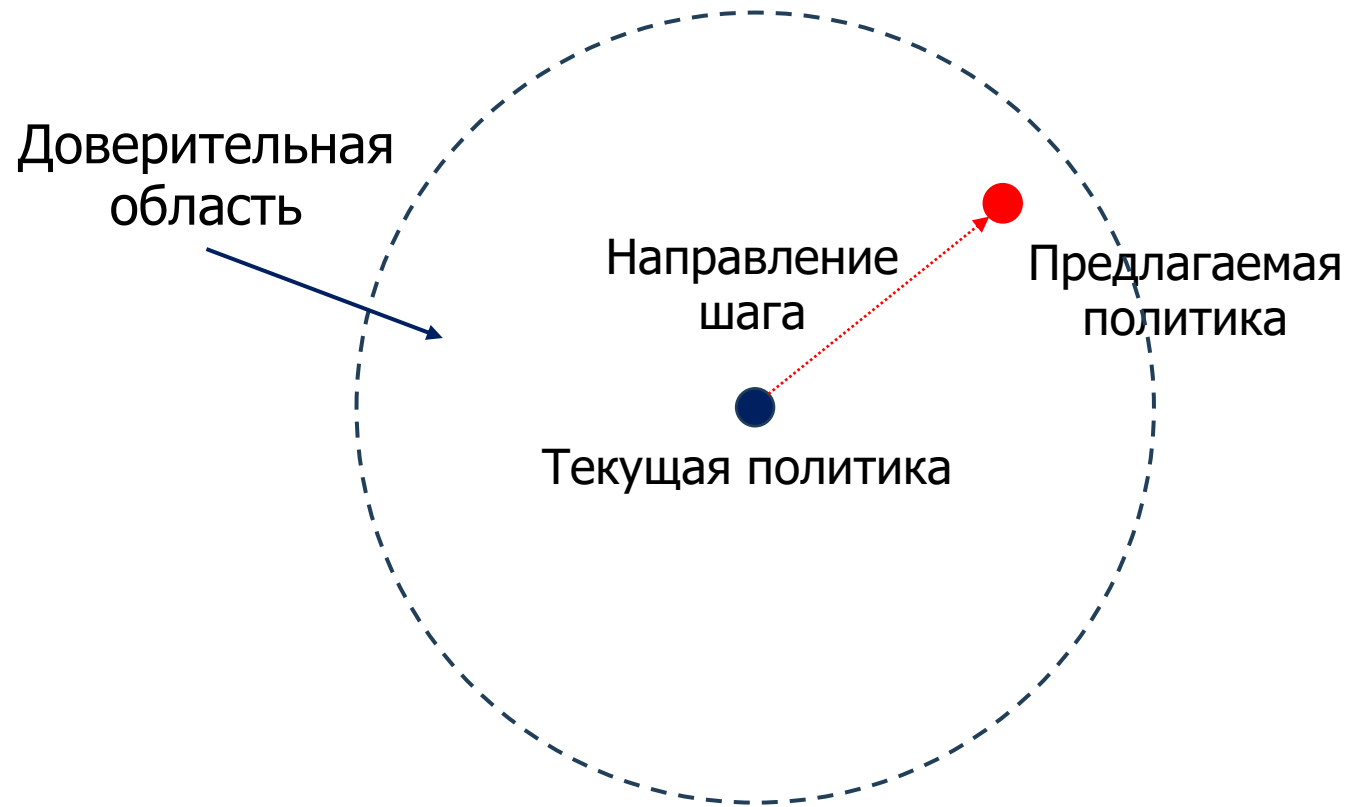 Доверительная
область
Направление
шага
Предлагаемая
политика
Текущая политика